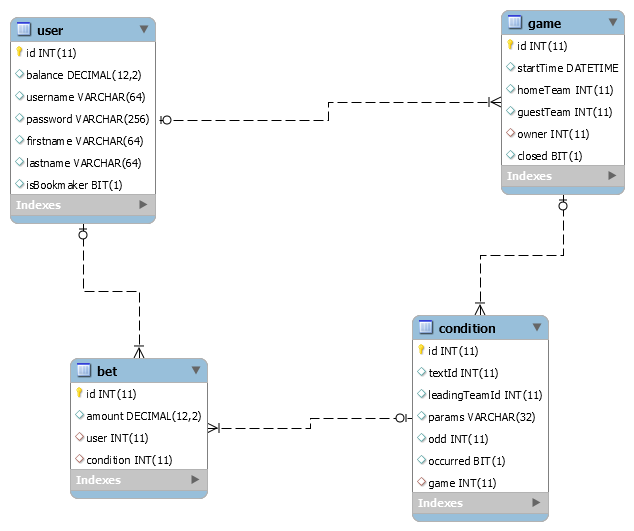 user
id INT(11)
balance DECIMAL(12,2)
username VARCHAR(64)
password VARCHAR(256)
firstname VARCHAR(64)
lastname VARCHAR(64)
isBookmaker BIT(1)
Indexes
game
id INT(11)
startTime DATETIME
homeTeam INT(11)
guestTeam INT(11)
owner INT(11)
closed BIT(1)
Indexes
bet
id INT(11)
amount DECIMAL(12,2)
user INT(11)
condition INT(11)
Indexes
condition
id INT(11)
textId INT(11)
leadingTeamId INT(11)
params VARCHAR(32)
odd INT(11)
occurred BIT(1)
game INT(11)
Indexes